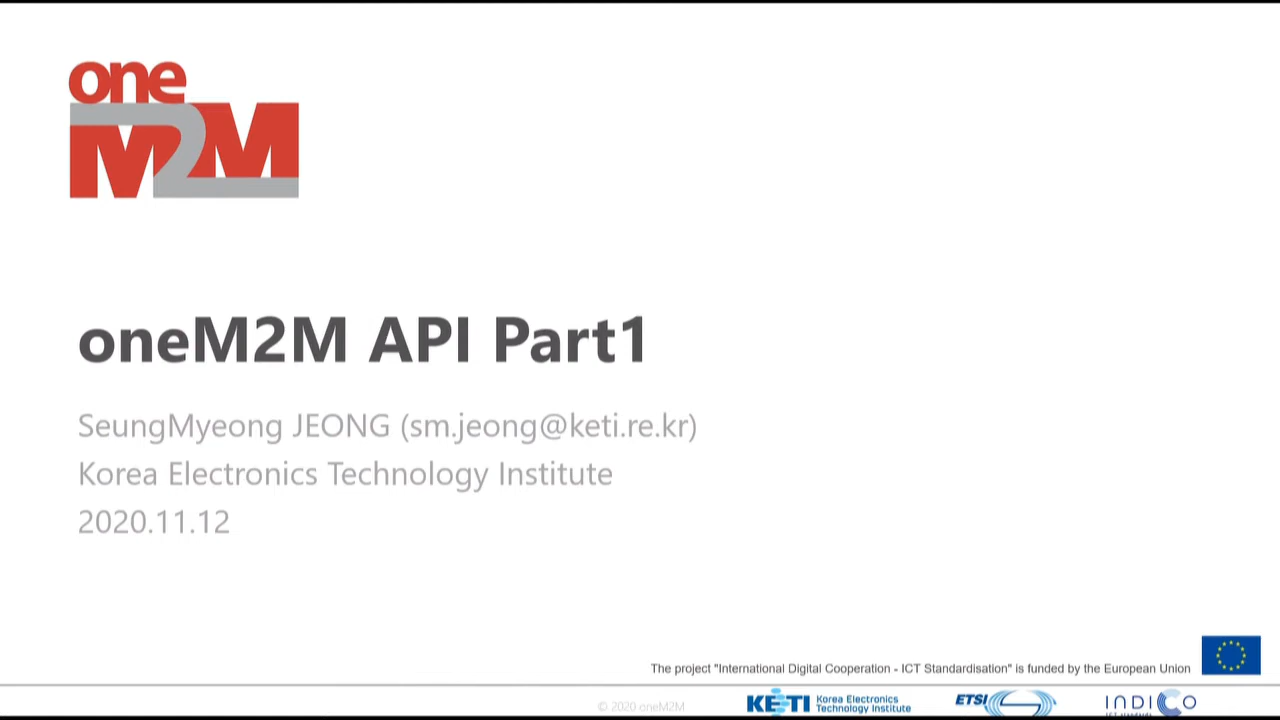 one
M2M
oneM2M API Part1
SeungMyeong JEONG (sm.jeong@keti.re.kr)
Korea Electronics Technology Institute
2020.11.12
The project "International Digital Cooperation - ICT Standardisation" is funded by the European Union
© 2020 oneM2M
KETI Korea Electronics
Technology Institute
ETSI
INDICO